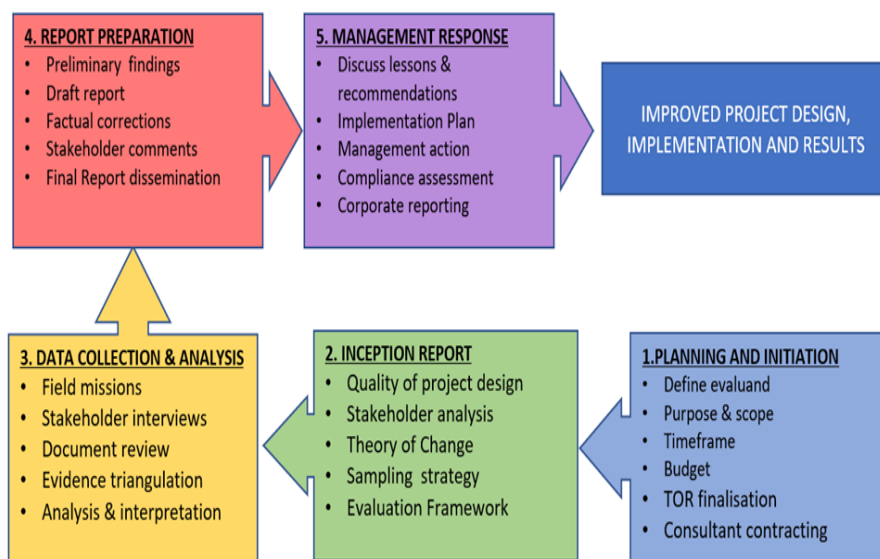 4. REPORT PREPARATION
• Preliminary findings
• Draft report
• Factual corrections
• Stakeholder comments
• Final Report dissemination
5. MANAGEMENT RESPONSE
• Discuss lessons &
recommendations
• Implementation Plan
• Management action
• Compliance assessment
• Corporate reporting
IMPROVED PROJECT DESIGN,
IMPLEMENTATION AND RESULTS
3. DATA COLLECTION & ANALYSIS
• Field missions
• Stakeholder interviews
• Document review
• Evidence triangulation
• Analysis & interpretation
2. INCEPTION REPORT
• Quality of project design
• Stakeholder analysis
• Theory of Change
• Sampling strategy
• Evaluation Framework
1.PLANNING AND INITIATION
• Define evaluand
• Purpose & scope
• Timeframe
• Budget
• TOR finalisation
• Consultant contracting